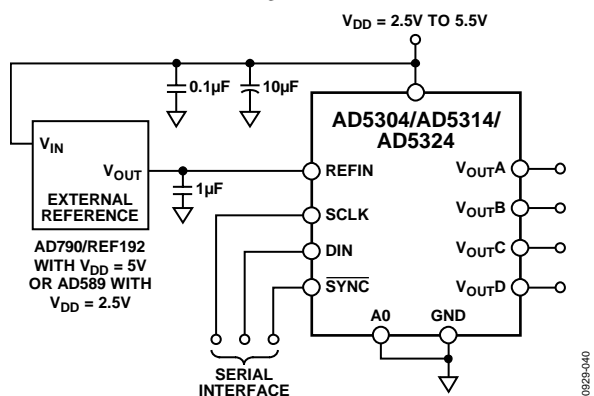 V_DD = 2.5V TO 5.5V
0.1µF
10µF
AD5304/AD5314/
AD5324
V_IN
V_OUT
EXTERNAL
REFERENCE
1µF
AD790/REF192
WITH V_DD = 5V
OR AD589 WITH
V_DD = 2.5V
REFIN
SCLK
DIN
SYNC
V_OUTA
V_OUTB
V_OUTC
V_OUTD
A0
GND
SERIAL
INTERFACE
0929-040